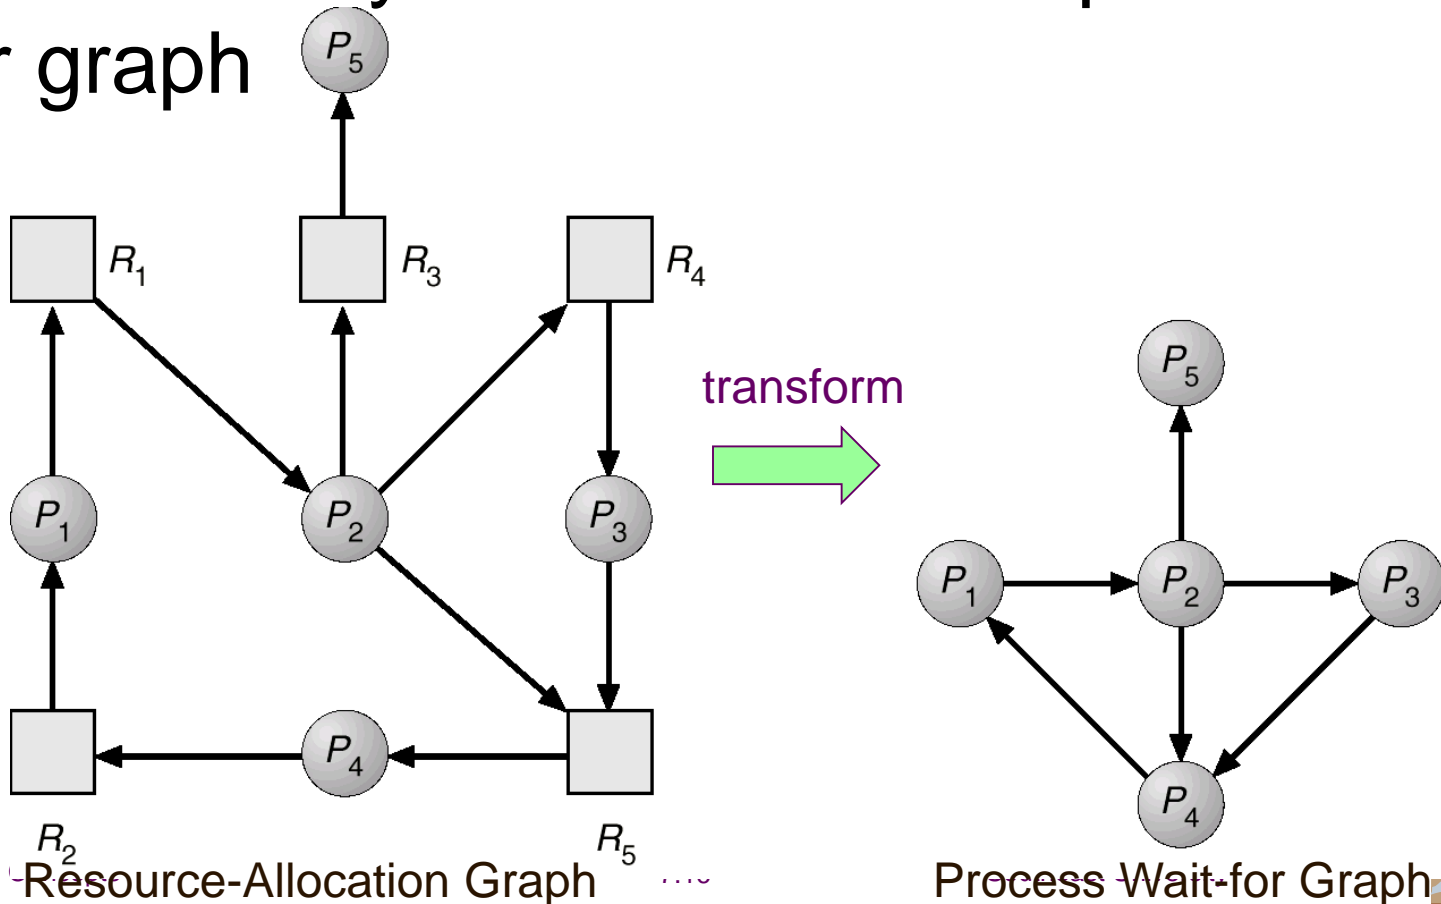 r graph
P5
R1
R3
R4
transform
P5
P1
P2
P3
P1
P2
P3
P4
P4
R2
R5
Resource-Allocation Graph
Process Wait-for Graph